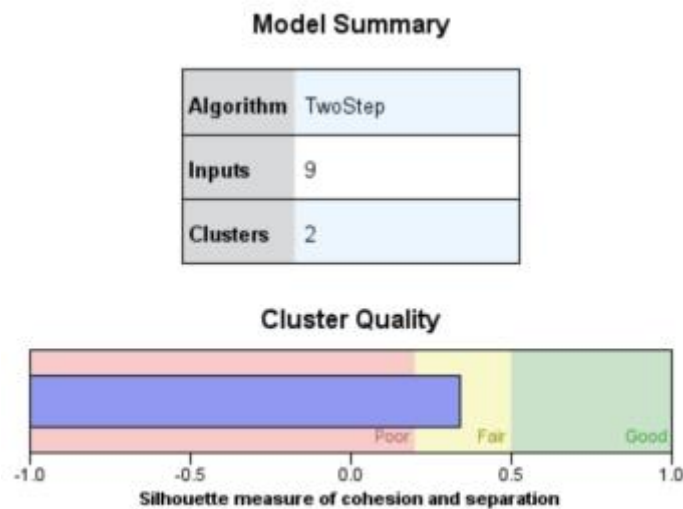 Model Summary
Algorithm TwoStep
Inputs 9
Clusters 2
Cluster Quality
Poor Fair Good
-1.0 -0.5 0.0 0.5 1.0
Silhouette measure of cohesion and separation